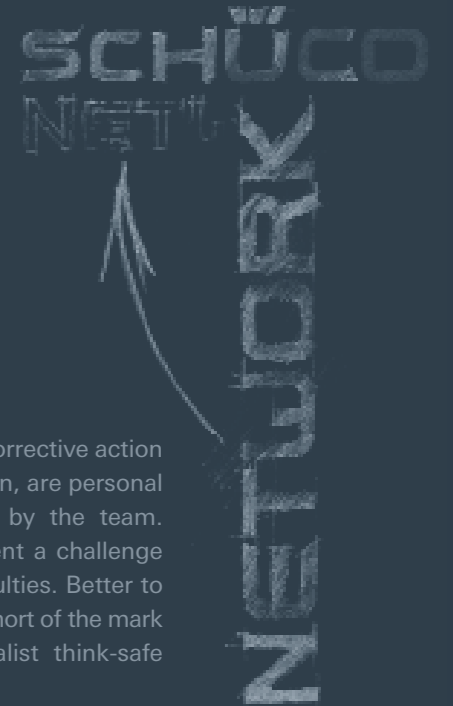 SCHÜCO
NET
NETWORK
orrective action
n, are personal
by the team.
ent a challenge
ulties. Better to
hort of the mark
alist think-safe